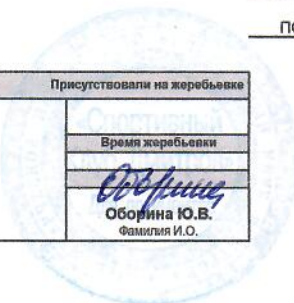 ПО
Присутствовали на жеребьевке
Время жеребьевки
Оборина Ю.В.
Фамилия И.О.